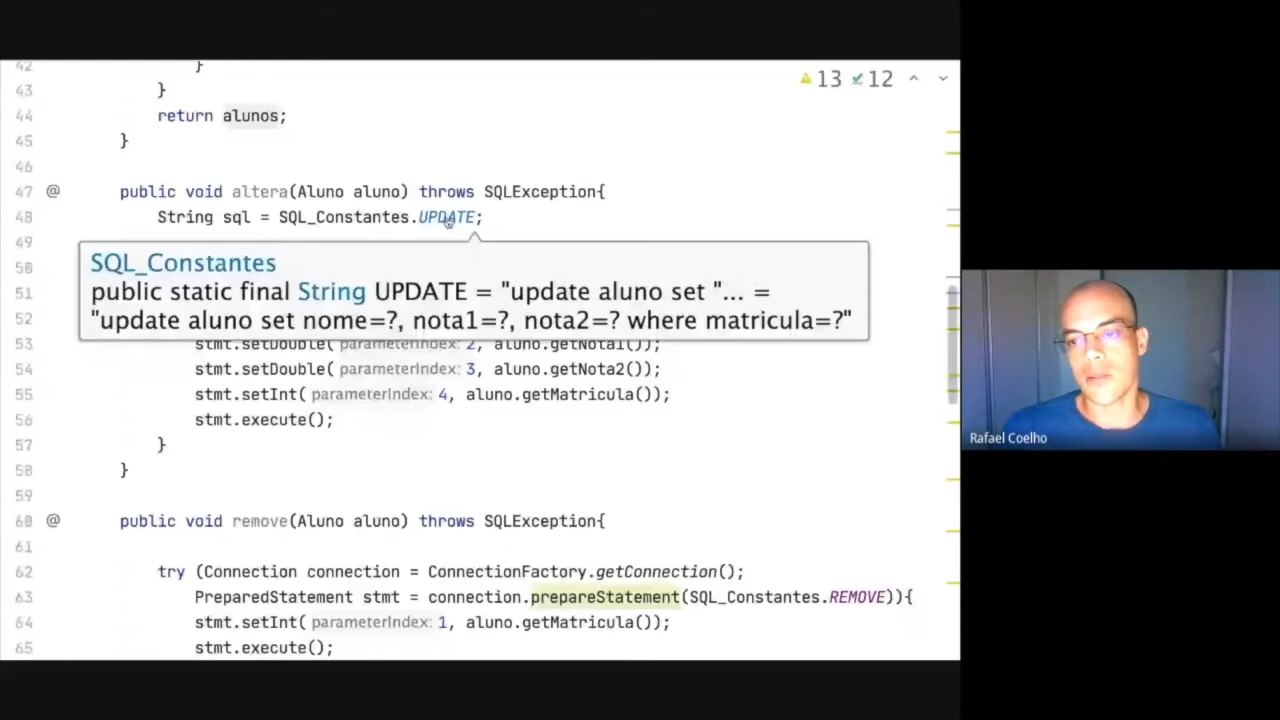 42 }
43 }
44 return alunos;
45 }
46
47 @ public void altera(Aluno aluno) throws SQLException{
48 String sql = SQL_Constantes.UPDATE;
49
50
51
52
SQL_Constantes
public static final String UPDATE = "update aluno set "... =
"update aluno set nome=?, nota1=?, nota2=? where matricula=?"
53 stmt.setDouble( parameterIndex: 2, aluno.getNota1());
54 stmt.setDouble( parameterIndex: 3, aluno.getNota2());
55 stmt.setInt( parameterIndex: 4, aluno.getMatricula());
56 stmt.execute();
57 }
58 }
59
60 @ public void remove(Aluno aluno) throws SQLException{
61
62 try (Connection connection = ConnectionFactory.getConnection();
63 PreparedStatement stmt = connection.prepareStatement(SQL_Constantes.REMOVE)){
64 stmt.setInt( parameterIndex: 1, aluno.getMatricula());
65 stmt.execute();
13 12
Rafael Coelho